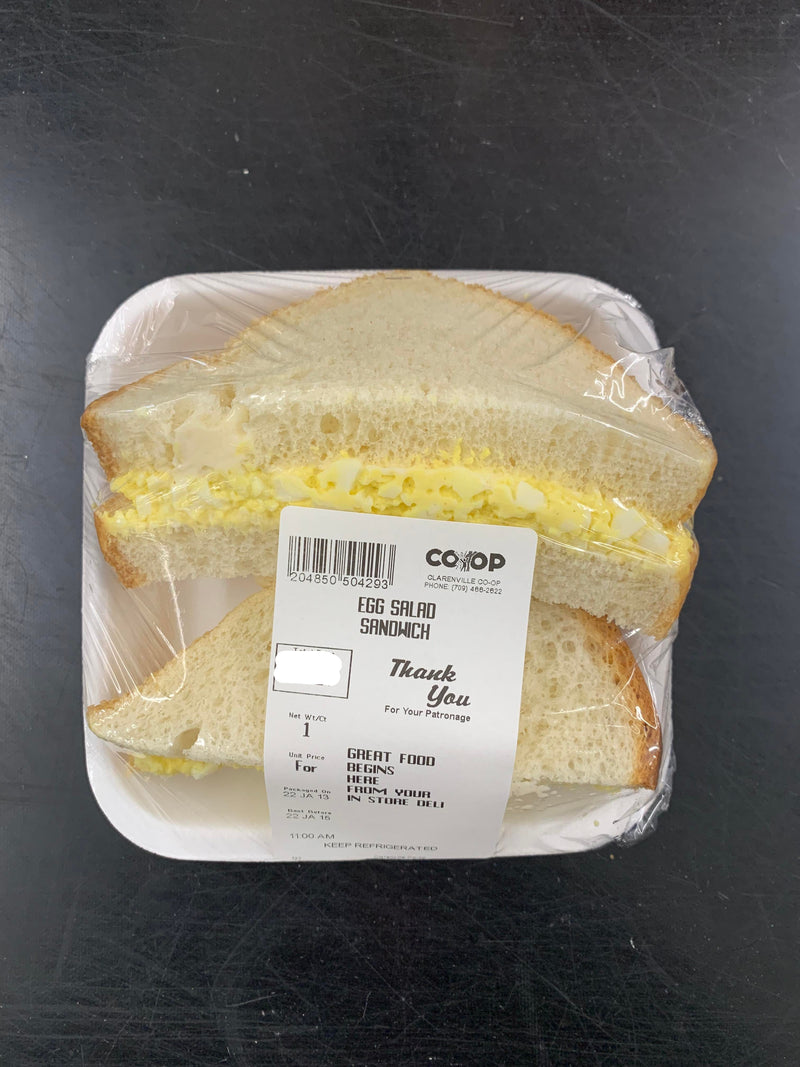 204850 504293
CO-OP
CLARENVILLE CO-OP
PHONE: (709) 466-2622
EGG SALAD
SANDWICH
Thank
You
For Your Patronage
Net Wt/Ct
1
Unit Price
For
GREAT FOOD
BEGINS
HERE
FROM YOUR
IN STORE DELI
Packaged On
22 JA 13
Best Before
22 JA 15
11:00 AM
KEEP REFRIGERATED